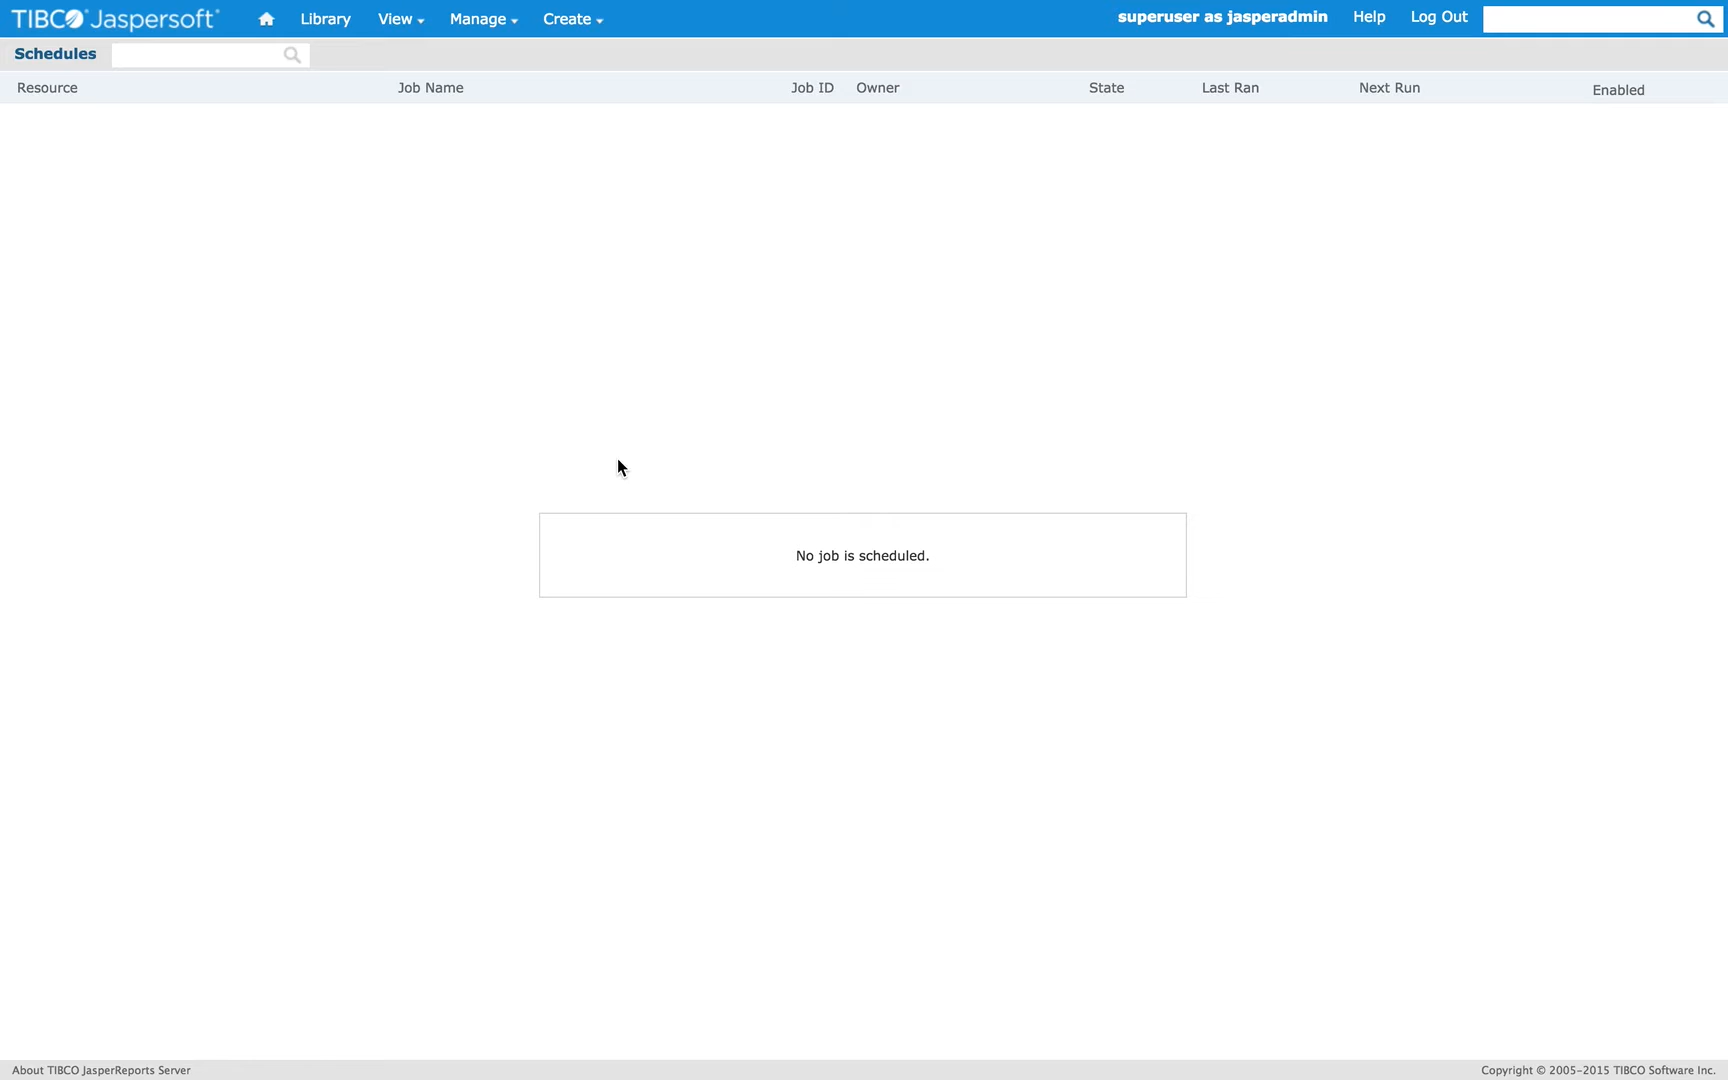 TIBCO Jaspersoft Library View Manage Create superuser as jasperadmin Help Log Out
Schedules
Resource Job Name Job ID Owner State Last Ran Next Run Enabled
No job is scheduled.
About TIBCO JasperReports Server Copyright © 2005-2015 TIBCO Software Inc.